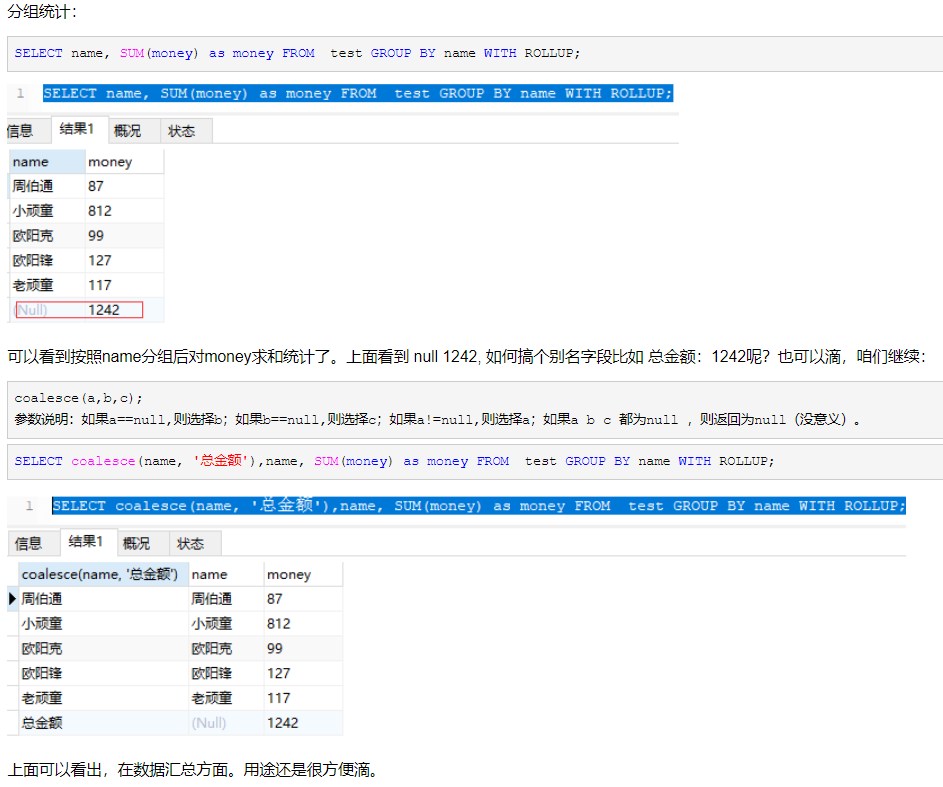 分组统计：
SELECT name, SUM(money) as money FROM  test GROUP BY name WITH ROLLUP;
1 SELECT name, SUM(money) as money FROM  test GROUP BY name WITH ROLLUP;
信息 结果1 概况 状态
name money
周伯通 87
小顽童 812
欧阳克 99
欧阳锋 127
老顽童 117
(Null) 1242
可以看到按照name分组后对money求和统计了。上面看到 null 1242, 如何搞个别名字段比如 总金额：1242呢？也可以滴，咱们继续：
coalesce(a,b,c);
参数说明：如果a==null,则选择b；如果b==null,则选择c；如果a!=null,则选择a；如果a b c 都为null ，则返回为null（没意义）。
SELECT coalesce(name, '总金额'),name, SUM(money) as money FROM  test GROUP BY name WITH ROLLUP;
1 SELECT coalesce(name, '总金额'),name, SUM(money) as money FROM  test GROUP BY name WITH ROLLUP;
信息 结果1 概况 状态
coalesce(name, '总金额') name money
周伯通 周伯通 87
小顽童 小顽童 812
欧阳克 欧阳克 99
欧阳锋 欧阳锋 127
老顽童 老顽童 117
总金额 (Null) 1242
上面可以看出，在数据汇总方面。用途还是很方便滴。